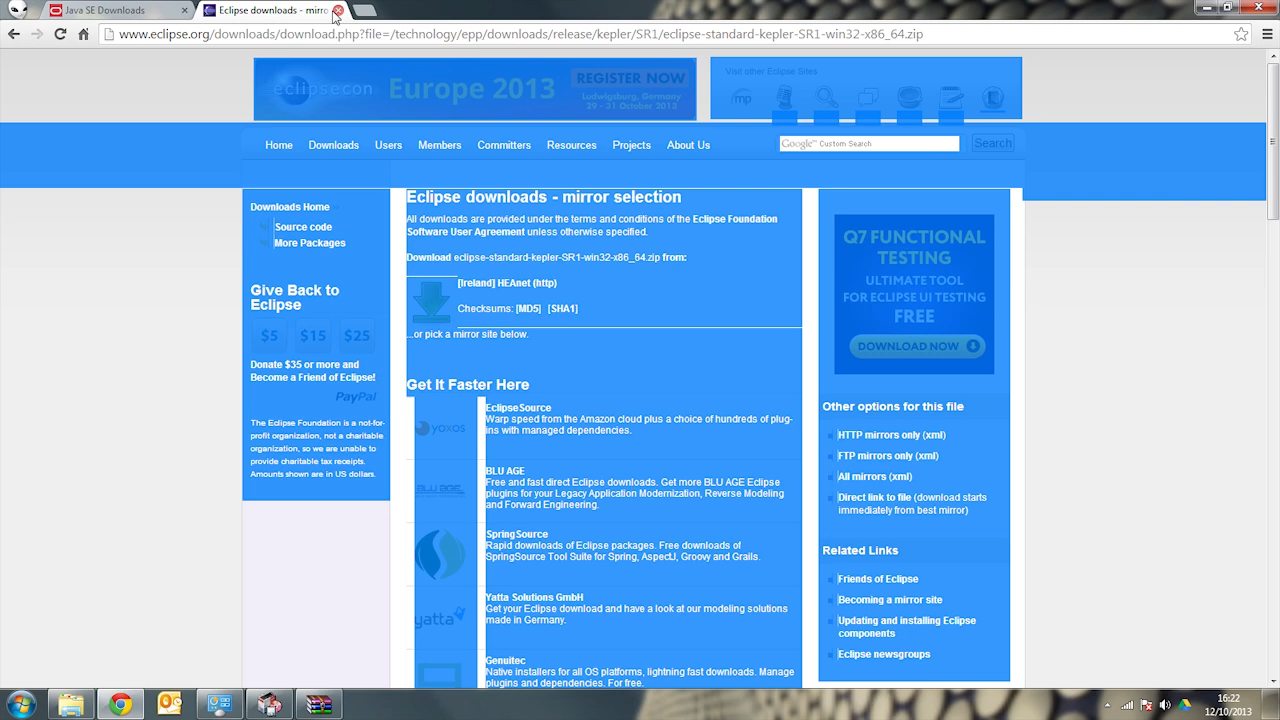 Java SE Downloads
Eclipse downloads - mirro
www.eclipse.org/downloads/download.php?file=/technology/epp/downloads/release/kepler/SR1/eclipse-standard-kepler-SR1-win32-x86_64.zip
eclipsecon Europe 2013
REGISTER NOW
Ludwigsburg, Germany
29 - 31 October 2013
Visit other Eclipse Sites
mp
Home Downloads Users Members Committers Resources Projects About Us
Google™ Custom Search
Search
Downloads Home
Source code
More Packages
Give Back to
Eclipse
$5 $15 $25
Donate $35 or more and
Become a Friend of Eclipse!
PayPal
The Eclipse Foundation is a not-for-
profit organization, not a charitable
organization, so we are unable to
provide charitable tax receipts.
Amounts shown are in US dollars.
Eclipse downloads - mirror selection
All downloads are provided under the terms and conditions of the Eclipse Foundation
Software User Agreement unless otherwise specified.
Download eclipse-standard-kepler-SR1-win32-x86_64.zip from:
[Ireland] HEAnet (http)
Checksums: [MD5] [SHA1]
...or pick a mirror site below.
Get It Faster Here
yoxos
EclipseSource
Warp speed from the Amazon cloud plus a choice of hundreds of plug-
ins with managed dependencies.
BLU AGE
BLU AGE
Free and fast direct Eclipse downloads. Get more BLU AGE Eclipse
plugins for your Legacy Application Modernization, Reverse Modeling
and Forward Engineering.
SpringSource
Rapid downloads of Eclipse packages. Free downloads of
SpringSource Tool Suite for Spring, AspectJ, Groovy and Grails.
yatta
Yatta Solutions GmbH
Get your Eclipse download and have a look at our modeling solutions
made in Germany.
Genuitec
Native installers for all OS platforms, lightning fast downloads. Manage
plugins and dependencies. For free.
Q7 FUNCTIONAL
TESTING
ULTIMATE TOOL
FOR ECLIPSE UI TESTING
FREE
DOWNLOAD NOW
Other options for this file
HTTP mirrors only (xml)
FTP mirrors only (xml)
All mirrors (xml)
Direct link to file (download starts
immediately from best mirror)
Related Links
Friends of Eclipse
Becoming a mirror site
Updating and installing Eclipse
components
Eclipse newsgroups
16:22
12/10/2013